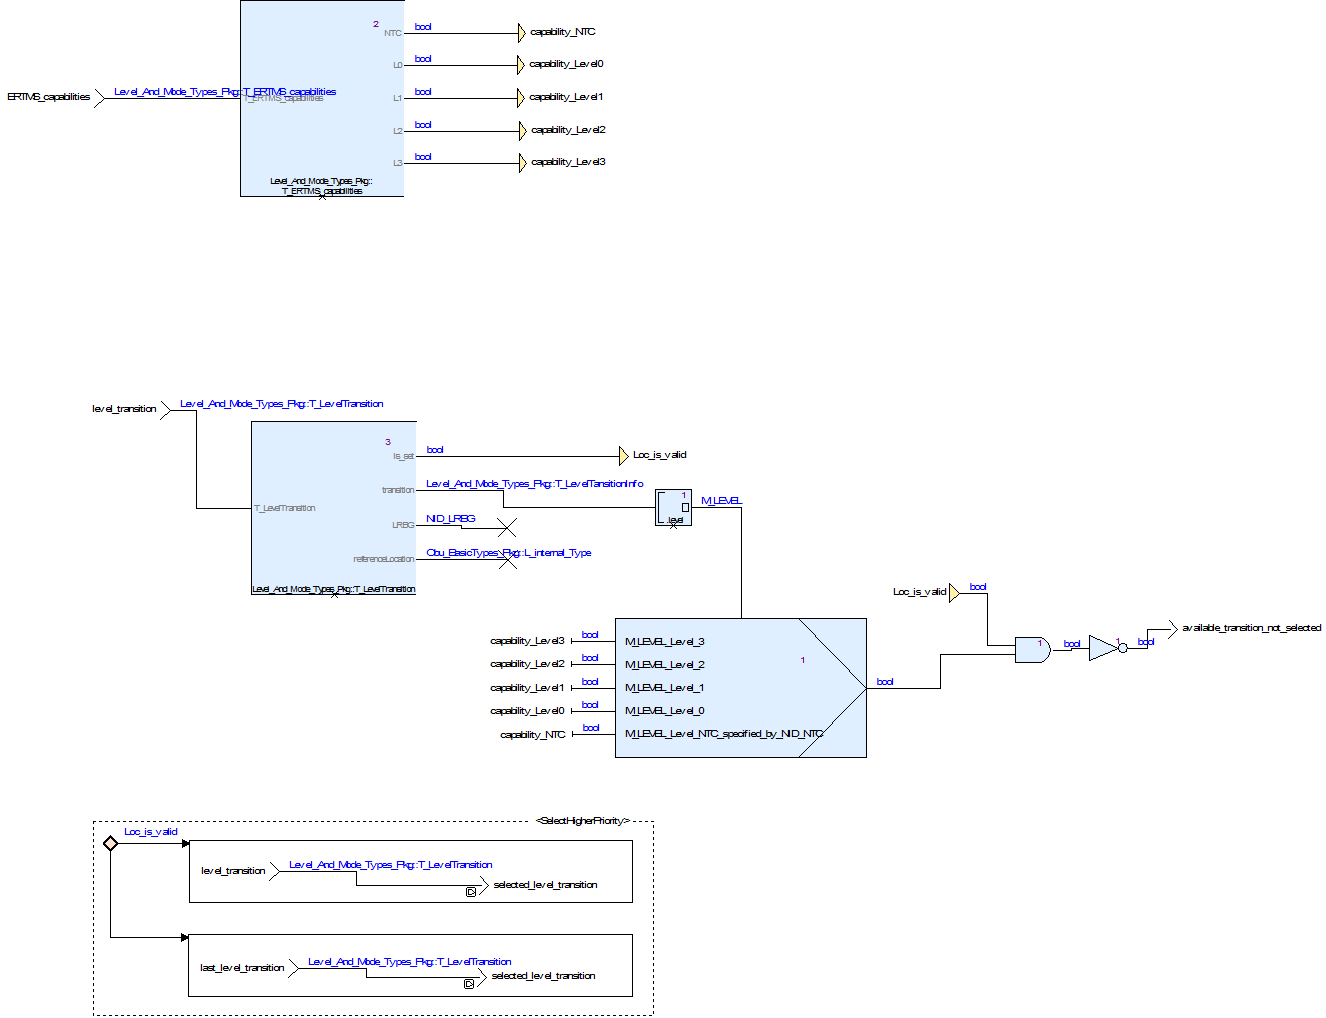 2
NTC
bool
capability_NTC
L0
bool
capability_Level0
ERTMS_capabilities
Level_And_Mode_Types_Pkg::T_ERTMS_capabilities
T_ERTMS_capabilities
L1
bool
capability_Level1
L2
bool
capability_Level2
L3
bool
capability_Level3
Level_And_Mode_Types_Pkg::
T_ERTMS_capabilities
level_transition
Level_And_Mode_Types_Pkg::T_LevelTransition
3
is_set
bool
Loc_is_valid
transition
Level_And_Mode_Types_Pkg::T_LevelTansitionInfo
1
.level
M_LEVEL
T_LevelTransition
LRBG
NID_LRBG
referenceLocation
Obu_BasicTypes_Pkg::L_internal_Type
Level_And_Mode_Types_Pkg::T_LevelTransition
Loc_is_valid
bool
1
bool
1
bool
available_transition_not_selected
capability_Level3
bool
M_LEVEL_Level_3
1
capability_Level2
bool
M_LEVEL_Level_2
capability_Level1
bool
M_LEVEL_Level_1
bool
capability_Level0
bool
M_LEVEL_Level_0
capability_NTC
bool
M_LEVEL_Level_NTC_specified_by_NID_NTC
<SelectHigherPriority>
Loc_is_valid
level_transition
Level_And_Mode_Types_Pkg::T_LevelTransition
selected_level_transition
last_level_transition
Level_And_Mode_Types_Pkg::T_LevelTransition
selected_level_transition